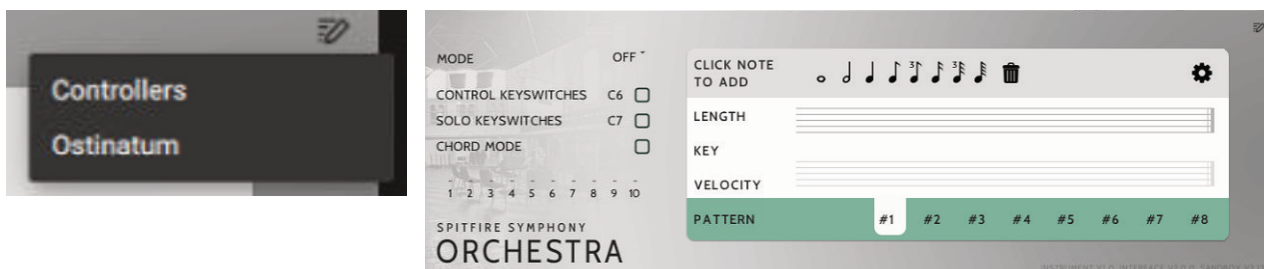 Controllers
Ostinatum
MODE OFF
CONTROL KEYSWITCHES C6
SOLO KEYSWITCHES C7
CHORD MODE
- - - - - - - - - -
1 2 3 4 5 6 7 8 9 10
SPITFIRE SYMPHONY
ORCHESTRA
CLICK NOTE
TO ADD
3 3
LENGTH
KEY
VELOCITY
PATTERN #1 #2 #3 #4 #5 #6 #7 #8